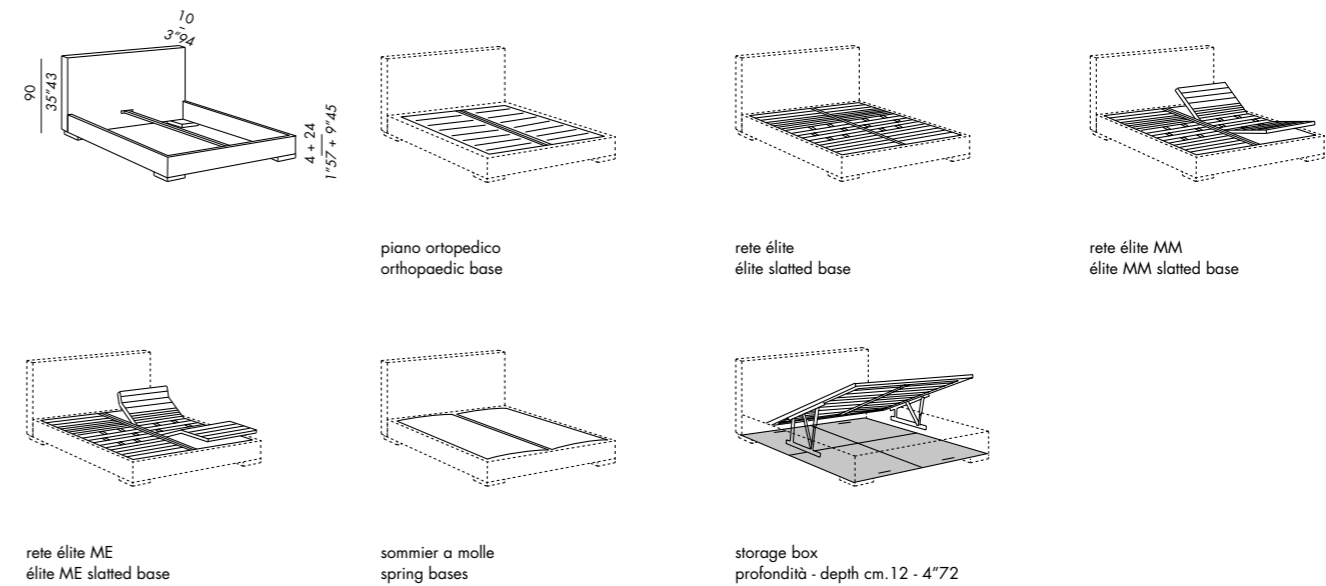 10
3"94
90
35"43
4 + 24
1"57 + 9"45
piano ortopedico
orthopaedic base
rete élite
élite slatted base
rete élite MM
élite MM slatted base
rete élite ME
élite ME slatted base
sommier a molle
spring bases
storage box
profondità - depth cm.12 - 4"72